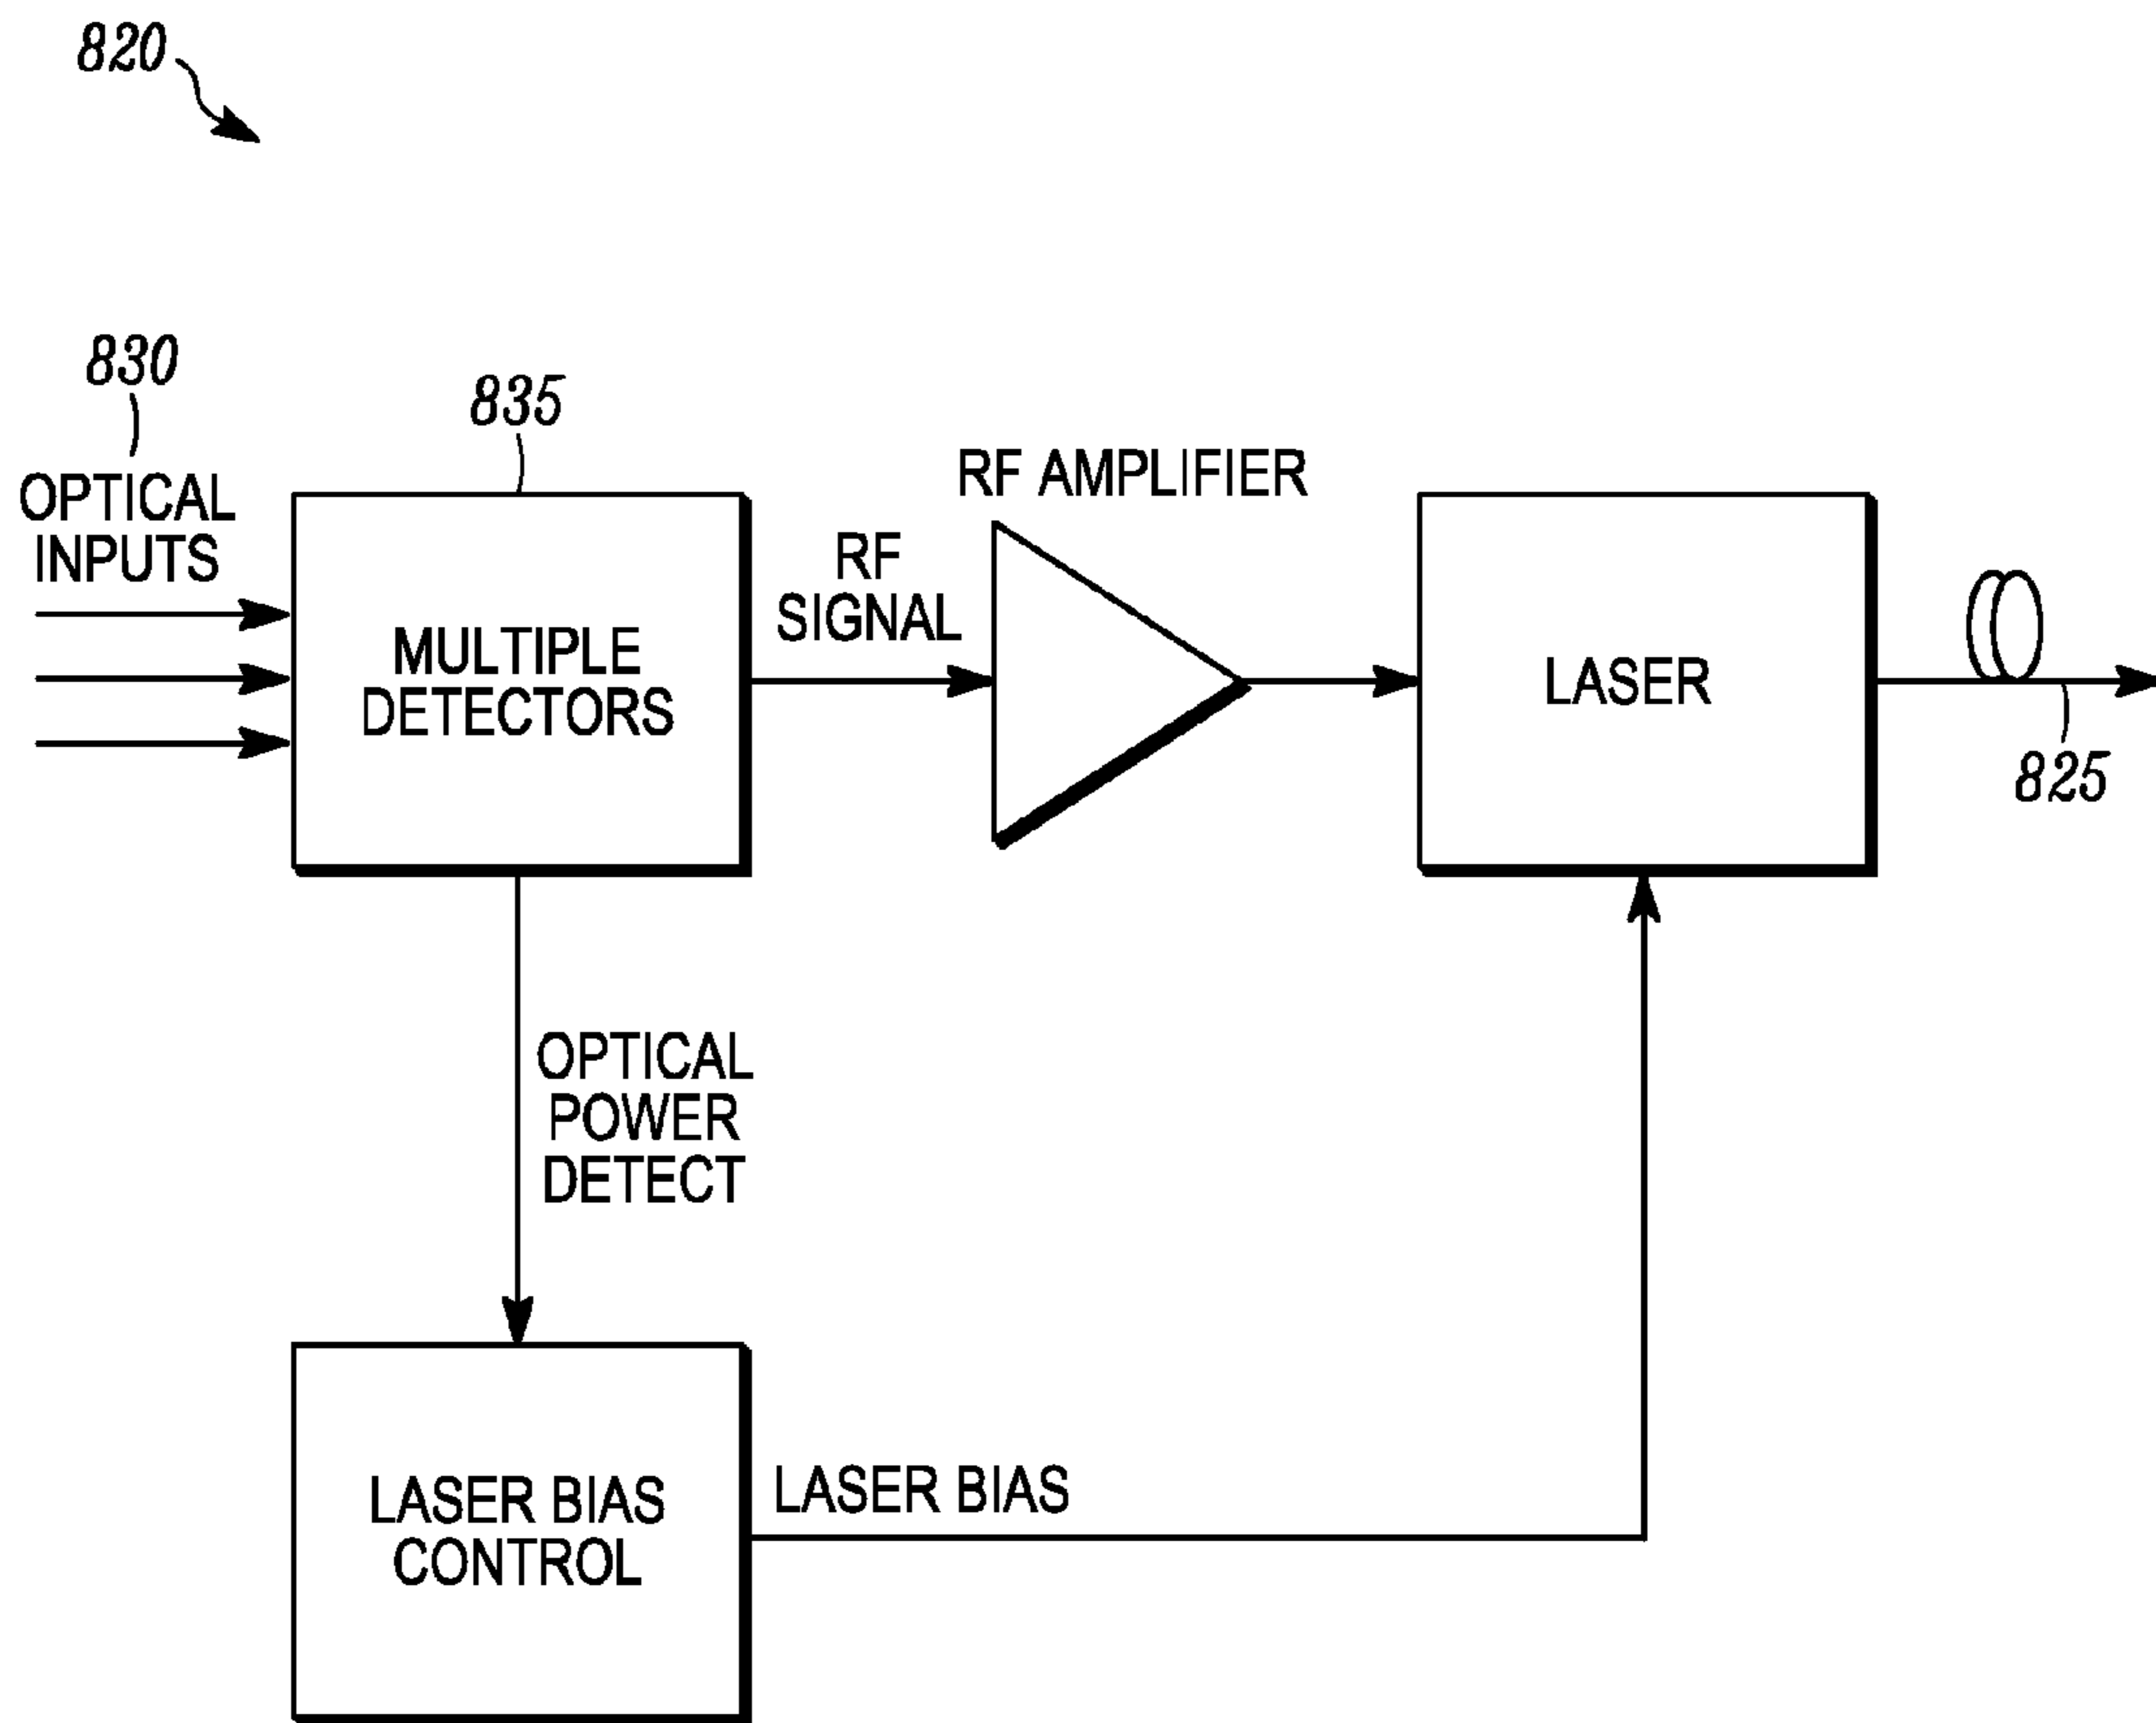 820
830
OPTICAL
INPUTS
835
MULTIPLE
DETECTORS
RF
SIGNAL
RF AMPLIFIER
LASER
825
OPTICAL
POWER
DETECT
LASER BIAS
CONTROL
LASER BIAS